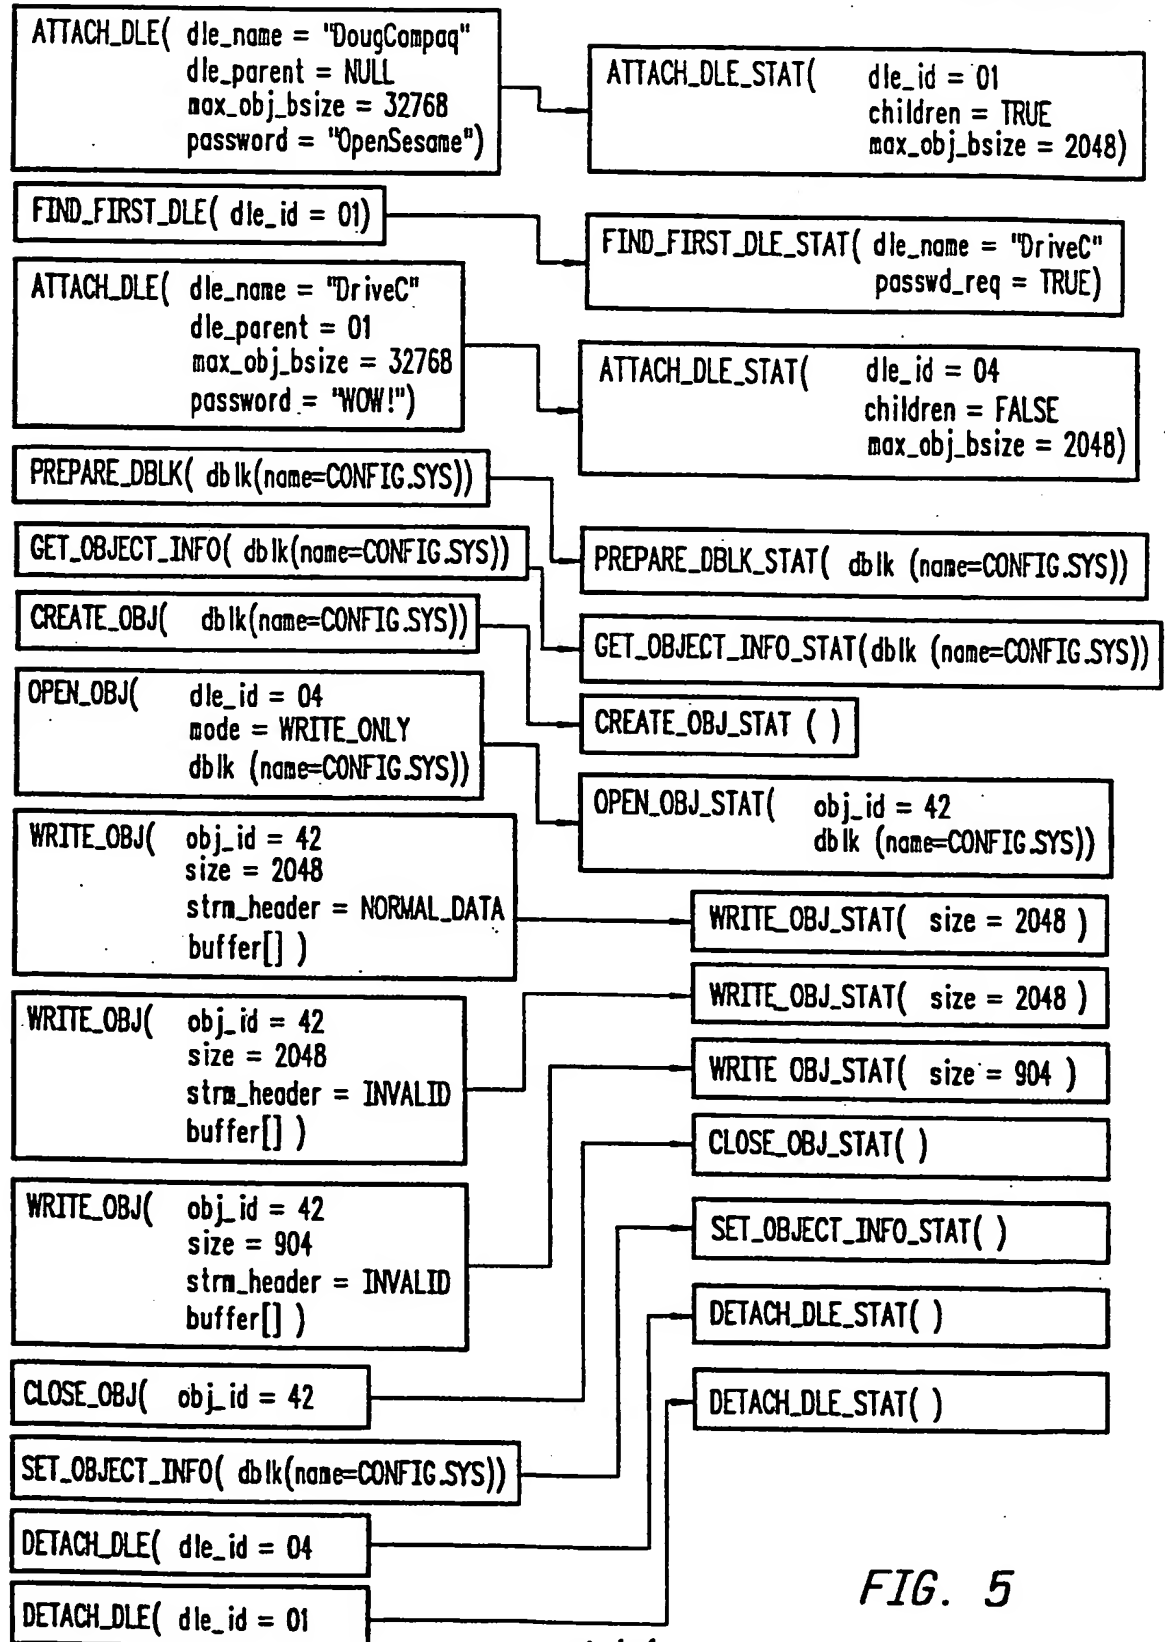 ATTACH_DLE( dle_name = "DougCompaq"
dle_parent = NULL
max_obj_bsize = 32768
password = "OpenSesame")
ATTACH_DLE_STAT( dle_id = 01
children = TRUE
max_obj_bsize = 2048)
FIND_FIRST_DLE( dle_id = 01)
FIND_FIRST_DLE_STAT( dle_name = "DriveC"
passwd_req = TRUE)
ATTACH_DLE( dle_name = "DriveC"
dle_parent = 01
max_obj_bsize = 32768
password = "WOW!")
ATTACH_DLE_STAT( dle_id = 04
children = FALSE
max_obj_bsize = 2048)
PREPARE_DBLK( dblk(name=CONFIG.SYS))
PREPARE_DBLK_STAT( dblk (name=CONFIG.SYS))
GET_OBJECT_INFO( dblk(name=CONFIG.SYS))
GET_OBJECT_INFO_STAT(dblk (name=CONFIG.SYS))
CREATE_OBJ( dblk(name=CONFIG.SYS))
CREATE_OBJ_STAT ( )
OPEN_OBJ( dle_id = 04
mode = WRITE_ONLY
dblk (name=CONFIG.SYS))
OPEN_OBJ_STAT( obj_id = 42
dblk (name=CONFIG.SYS))
WRITE_OBJ( obj_id = 42
size = 2048
strm_header = NORMAL_DATA
buffer[] )
WRITE_OBJ_STAT( size = 2048 )
WRITE_OBJ( obj_id = 42
size = 2048
strm_header = INVALID
buffer[] )
WRITE_OBJ_STAT( size = 2048 )
WRITE_OBJ( obj_id = 42
size = 904
strm_header = INVALID
buffer[] )
WRITE OBJ_STAT( size = 904 )
CLOSE_OBJ( obj_id = 42
CLOSE_OBJ_STAT( )
SET_OBJECT_INFO( dblk(name=CONFIG.SYS))
SET_OBJECT_INFO_STAT( )
DETACH_DLE( dle_id = 04
DETACH_DLE_STAT( )
DETACH_DLE( dle_id = 01
DETACH_DLE_STAT( )
FIG. 5